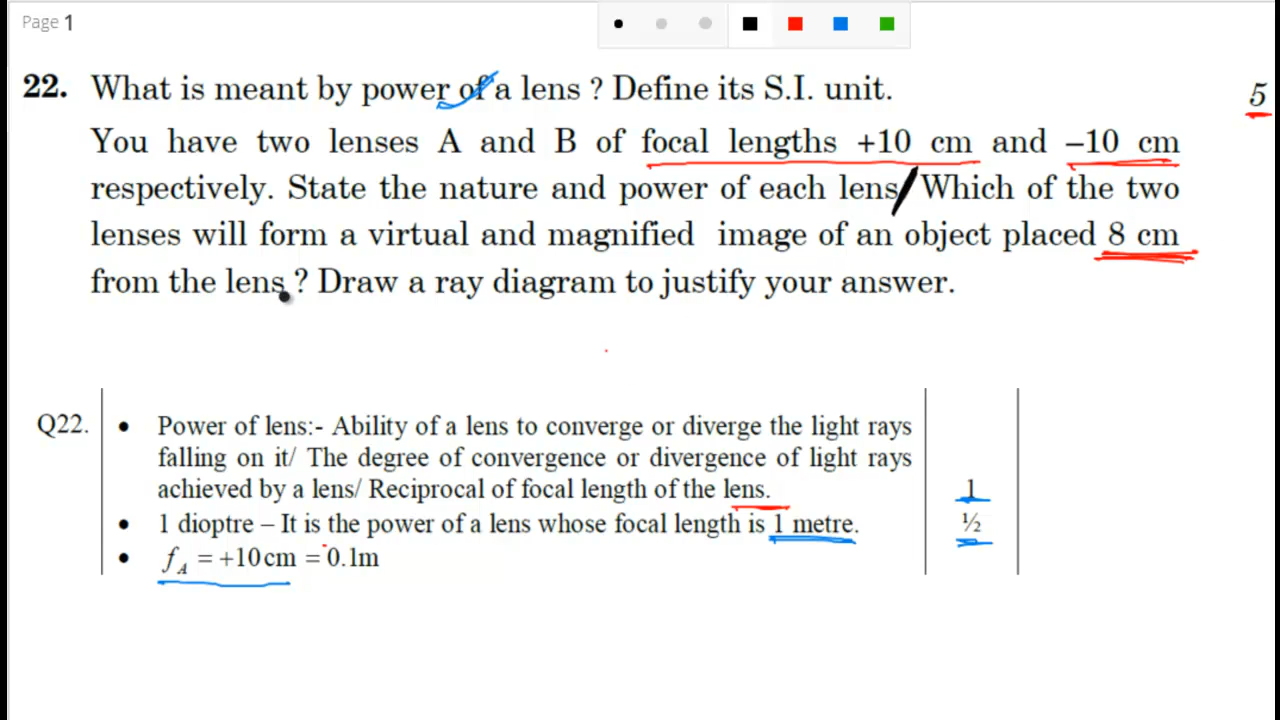 Page 1
22. What is meant by power of a lens ? Define its S.I. unit.
5
You have two lenses A and B of focal lengths +10 cm and –10 cm
respectively. State the nature and power of each lens. Which of the two
lenses will form a virtual and magnified image of an object placed 8 cm
from the lens ? Draw a ray diagram to justify your answer.
Q22. • Power of lens:- Ability of a lens to converge or diverge the light rays
falling on it/ The degree of convergence or divergence of light rays
achieved by a lens/ Reciprocal of focal length of the lens. 1
• 1 dioptre – It is the power of a lens whose focal length is 1 metre. ½
• fA = +10cm = 0.1m